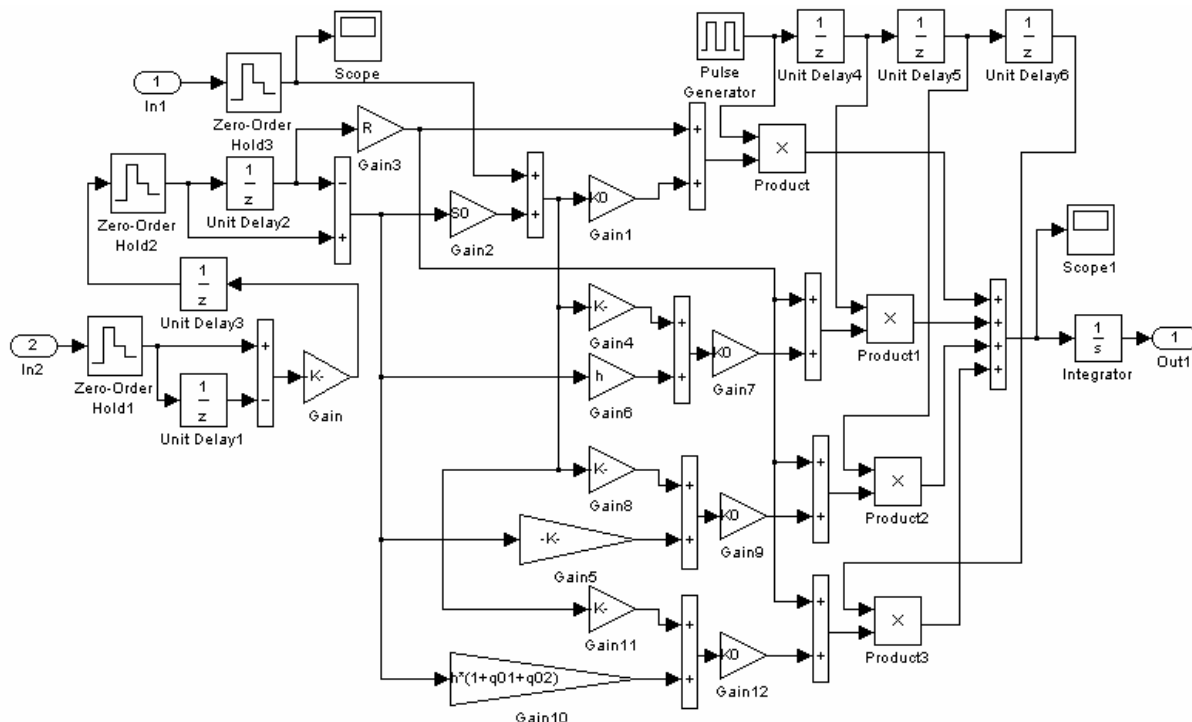 1
In1
Zero-Order
Hold3
Scope
Pulse
Generator
1
z
Unit Delay4
1
z
Unit Delay5
1
z
Unit Delay6
Zero-Order
Hold2
1
z
Unit Delay2
R
Gain3
−
+
S0
Gain2
+
+
K0
Gain1
+
+
×
Product
1
z
Unit Delay3
2
In2
Zero-Order
Hold1
1
z
Unit Delay1
+
−
K-
Gain
K-
Gain4
h
Gain6
+
+
K0
Gain7
+
+
×
Product1
+
+
+
+
Scope1
1
s
Integrator
1
Out1
K-
Gain8
-K-
Gain5
+
+
K0
Gain9
+
+
×
Product2
K-
Gain11
h*(1+q01+q02)
Gain10
+
+
K0
Gain12
+
+
×
Product3